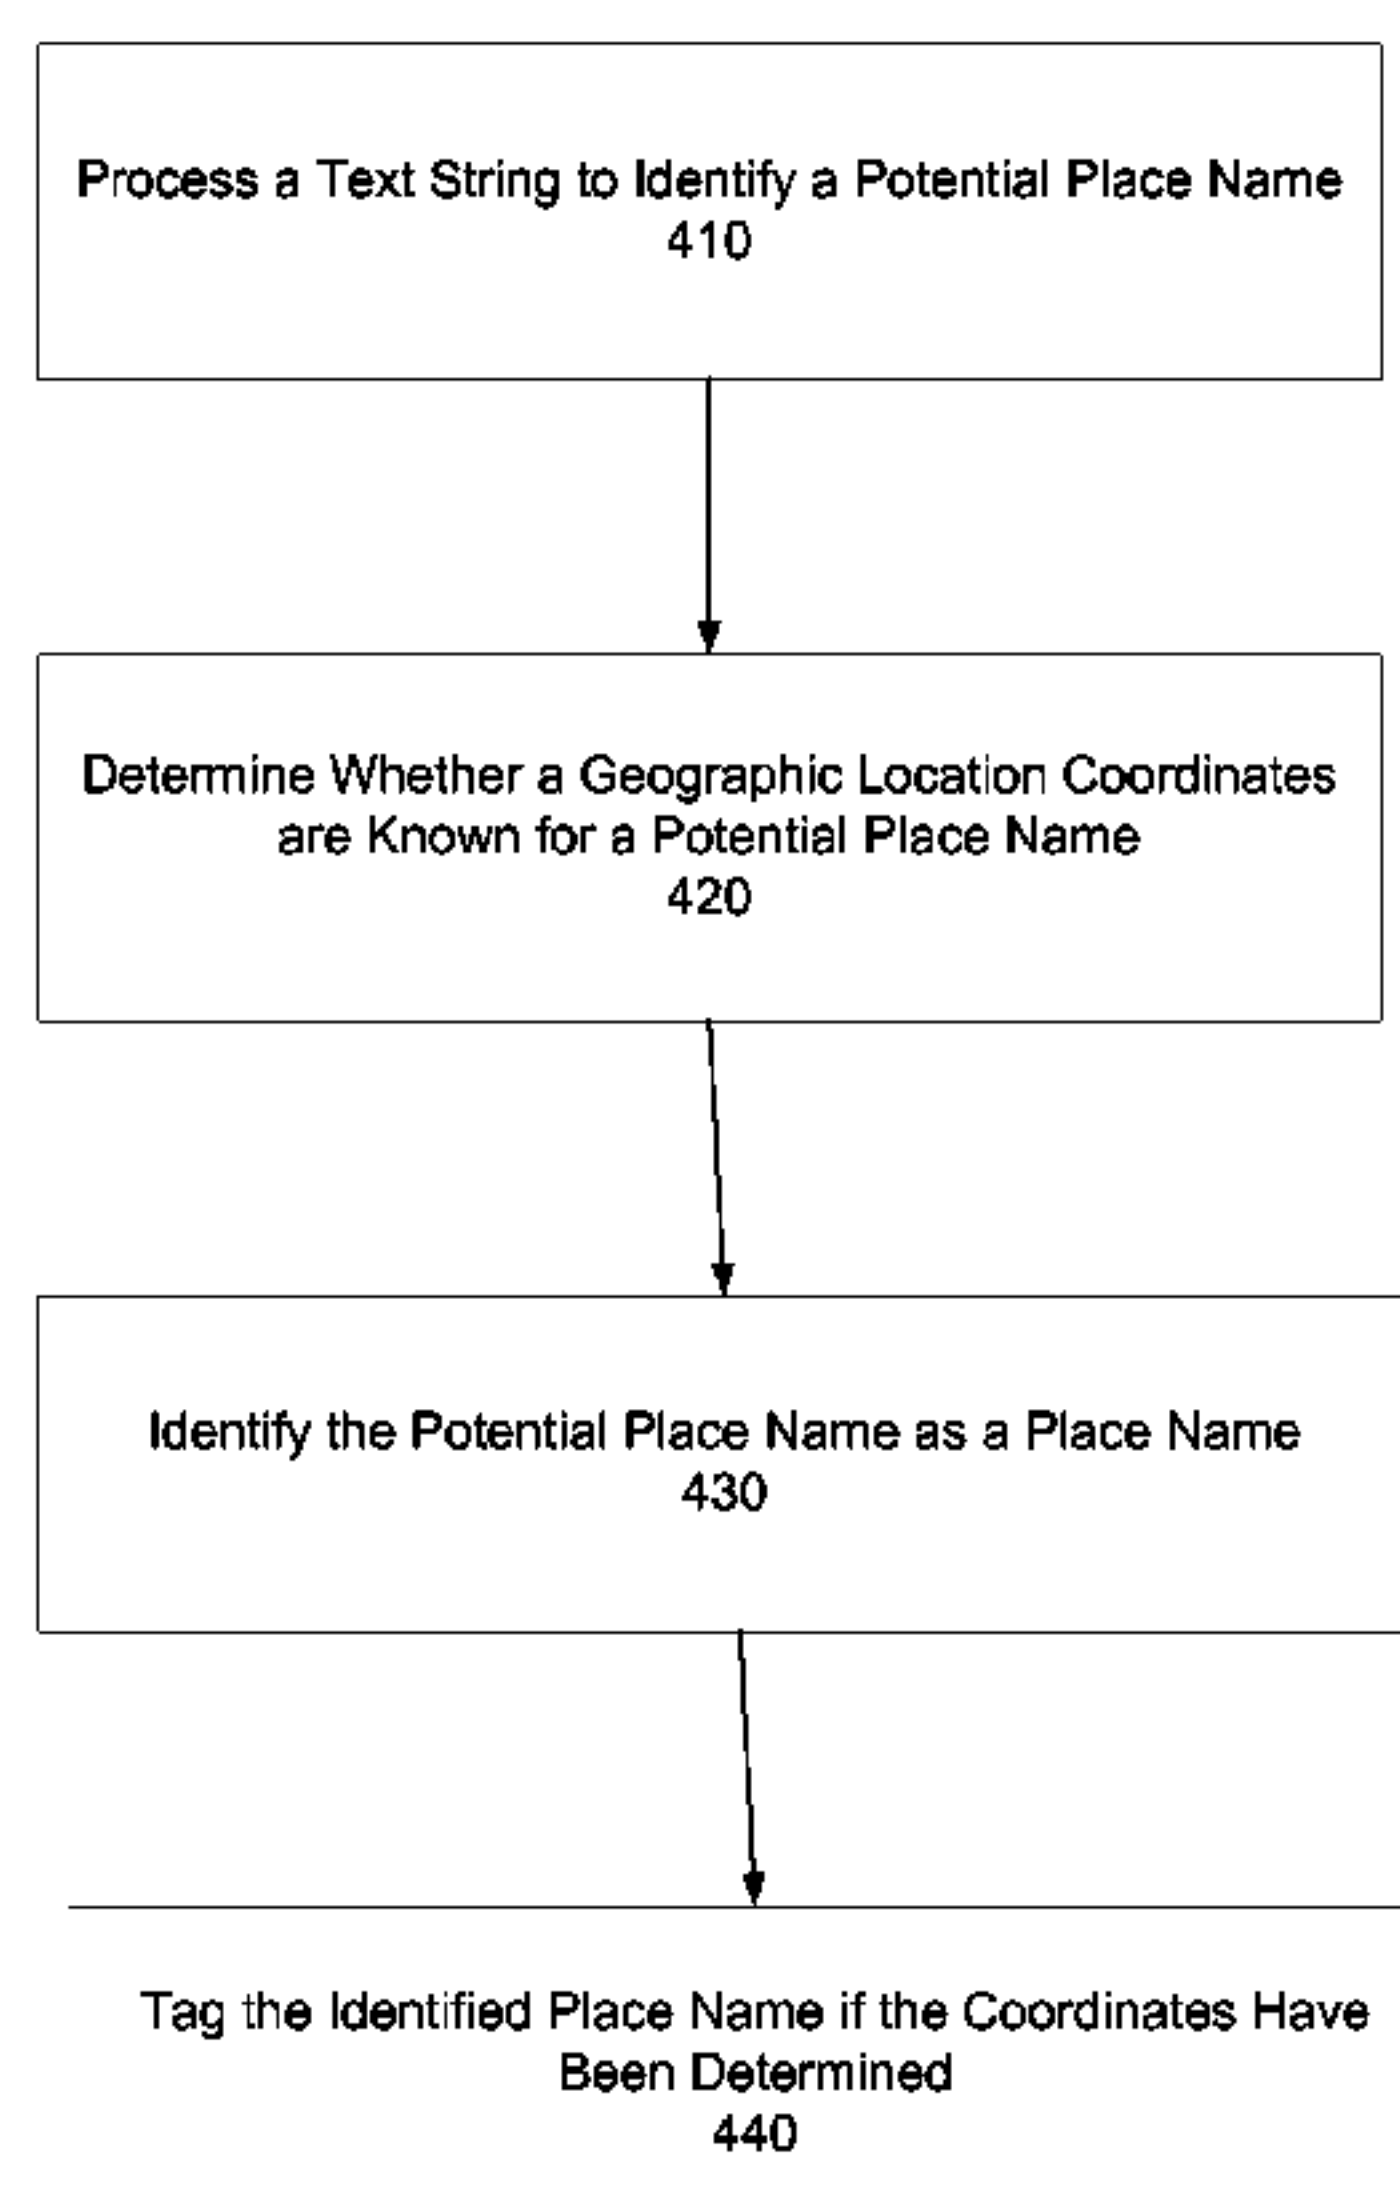 Process a Text String to Identify a Potential Place Name
410
Determine Whether a Geographic Location Coordinates
are Known for a Potential Place Name
420
Identify the Potential Place Name as a Place Name
430
Tag the Identified Place Name if the Coordinates Have
Been Determined
440